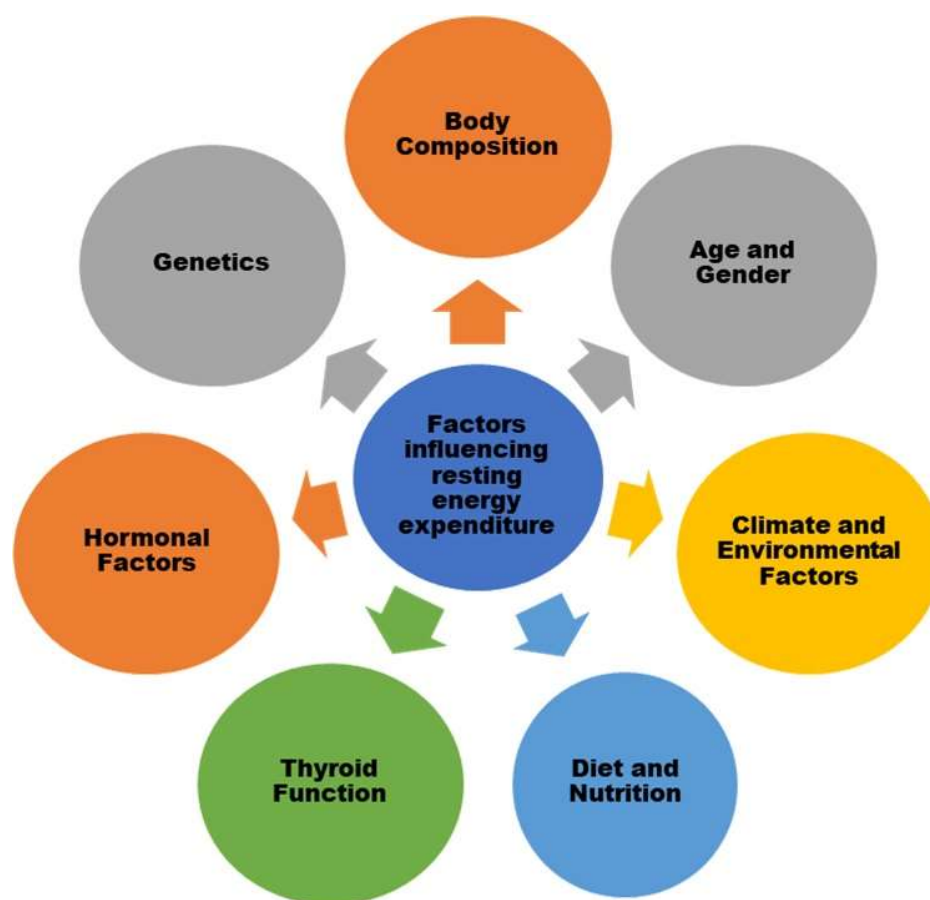 Body
Composition
Genetics
Age and
Gender
Factors
influencing
resting
energy
expenditure
Hormonal
Factors
Climate and
Environmental
Factors
Thyroid
Function
Diet and
Nutrition